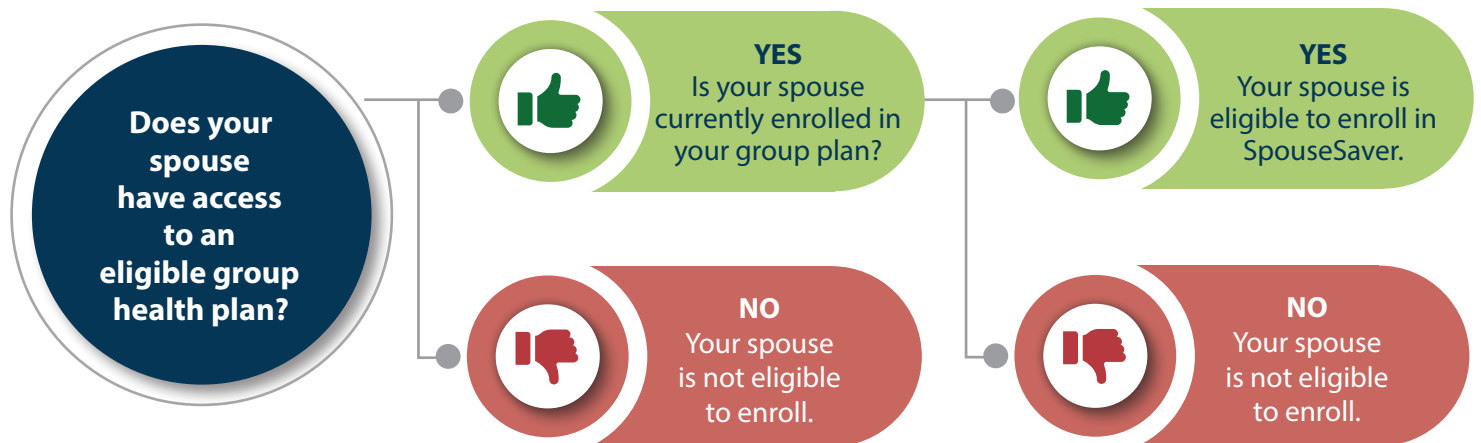 Does your
spouse
have access
to an
eligible group
health plan?
YES
Is your spouse
currently enrolled in
your group plan?
NO
Your spouse
is not eligible
to enroll.
YES
Your spouse is
eligible to enroll in
SpouseSaver.
NO
Your spouse
is not eligible
to enroll.